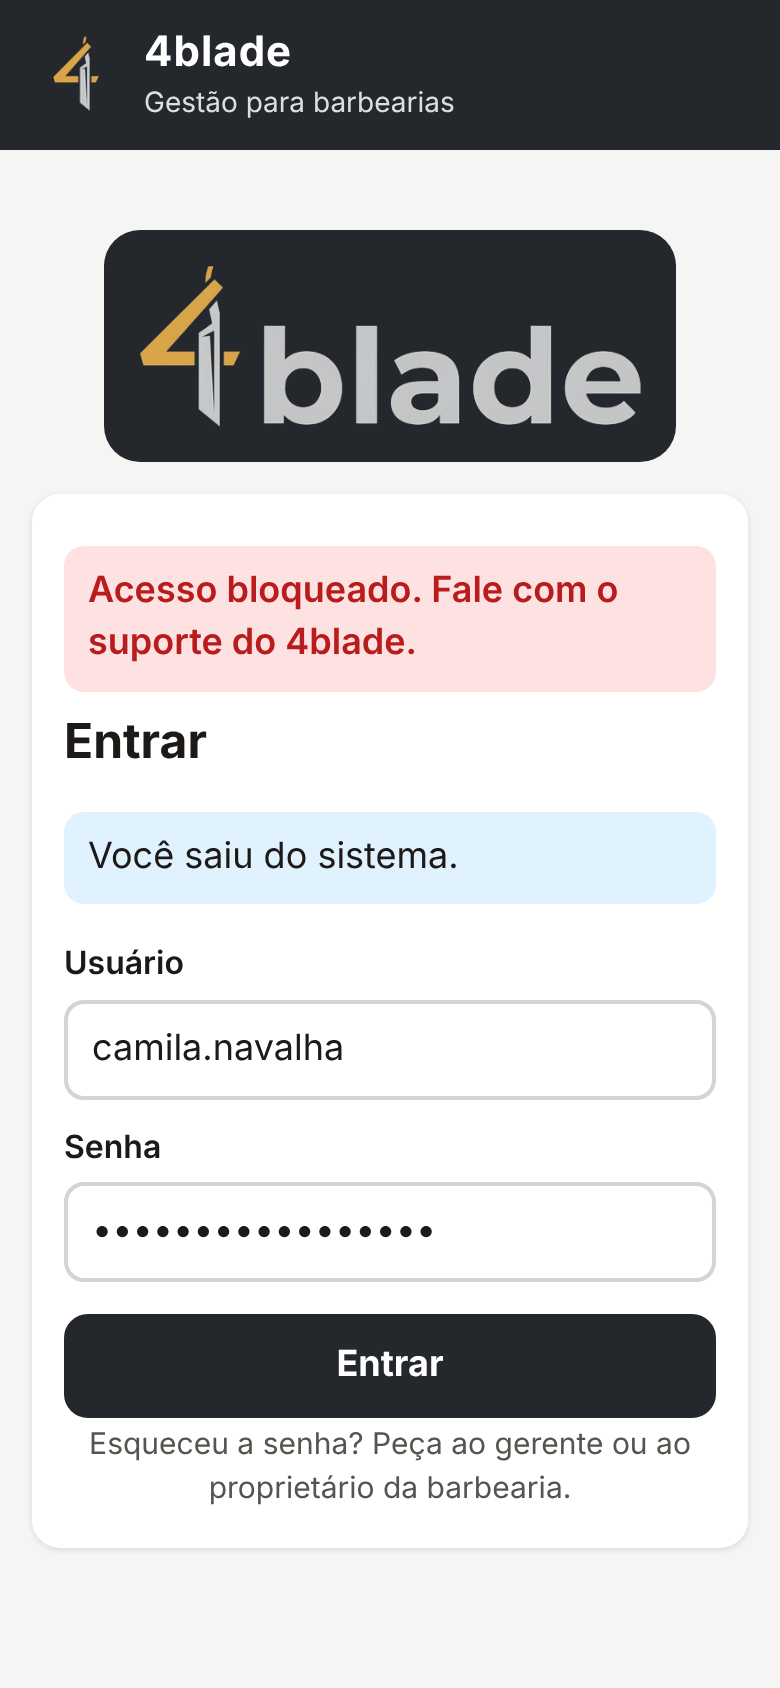 4blade
Gestão para barbearias
4blade
Acesso bloqueado. Fale com o
suporte do 4blade.
Entrar
Você saiu do sistema.
Usuário
camila.navalha
Senha
•••••••••••••••••
Entrar
Esqueceu a senha? Peça ao gerente ou ao
proprietário da barbearia.